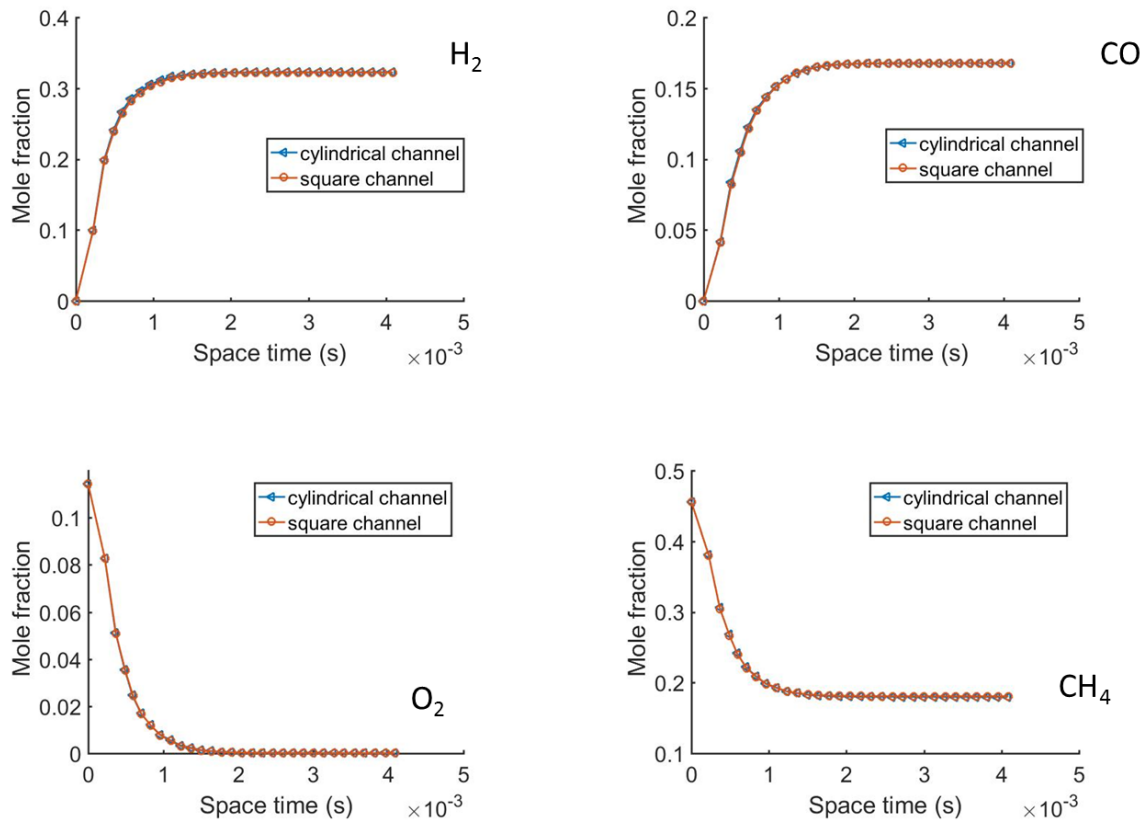 H2
Mole fraction
0.4
0.3
0.2
0.1
0
cylindrical channel
square channel
0 1 2 3 4 5
Space time (s)
×10-3
CO
Mole fraction
0.2
0.15
0.1
0.05
0
cylindrical channel
square channel
0 1 2 3 4 5
Space time (s)
×10-3
O2
Mole fraction
0.1
0.08
0.06
0.04
0.02
0
cylindrical channel
square channel
0 1 2 3 4 5
Space time (s)
×10-3
CH4
Mole fraction
0.5
0.4
0.3
0.2
0.1
cylindrical channel
square channel
0 1 2 3 4 5
Space time (s)
×10-3